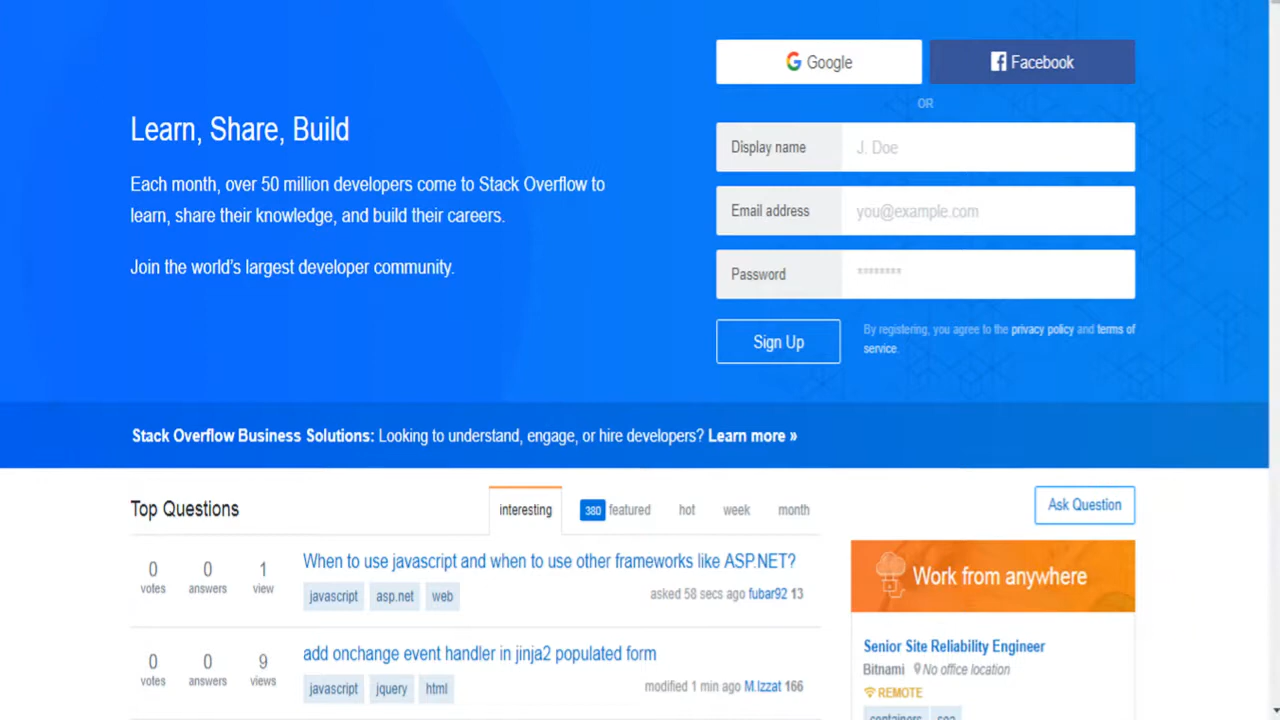 Google
Facebook
OR
Learn, Share, Build
Each month, over 50 million developers come to Stack Overflow to
learn, share their knowledge, and build their careers.
Join the world's largest developer community.
Display name J. Doe
Email address you@example.com
Password ********
Sign Up
By registering, you agree to the privacy policy and terms of
service.
Stack Overflow Business Solutions: Looking to understand, engage, or hire developers? Learn more »
Top Questions
interesting
380 featured
hot
week
month
Ask Question
0 votes
0 answers
1 view
When to use javascript and when to use other frameworks like ASP.NET?
javascript asp.net web
asked 58 secs ago fubar92 13
0 votes
0 answers
9 views
add onchange event handler in jinja2 populated form
javascript jquery html
modified 1 min ago M.Izzat 166
Work from anywhere
Senior Site Reliability Engineer
Bitnami No office location
REMOTE
containers